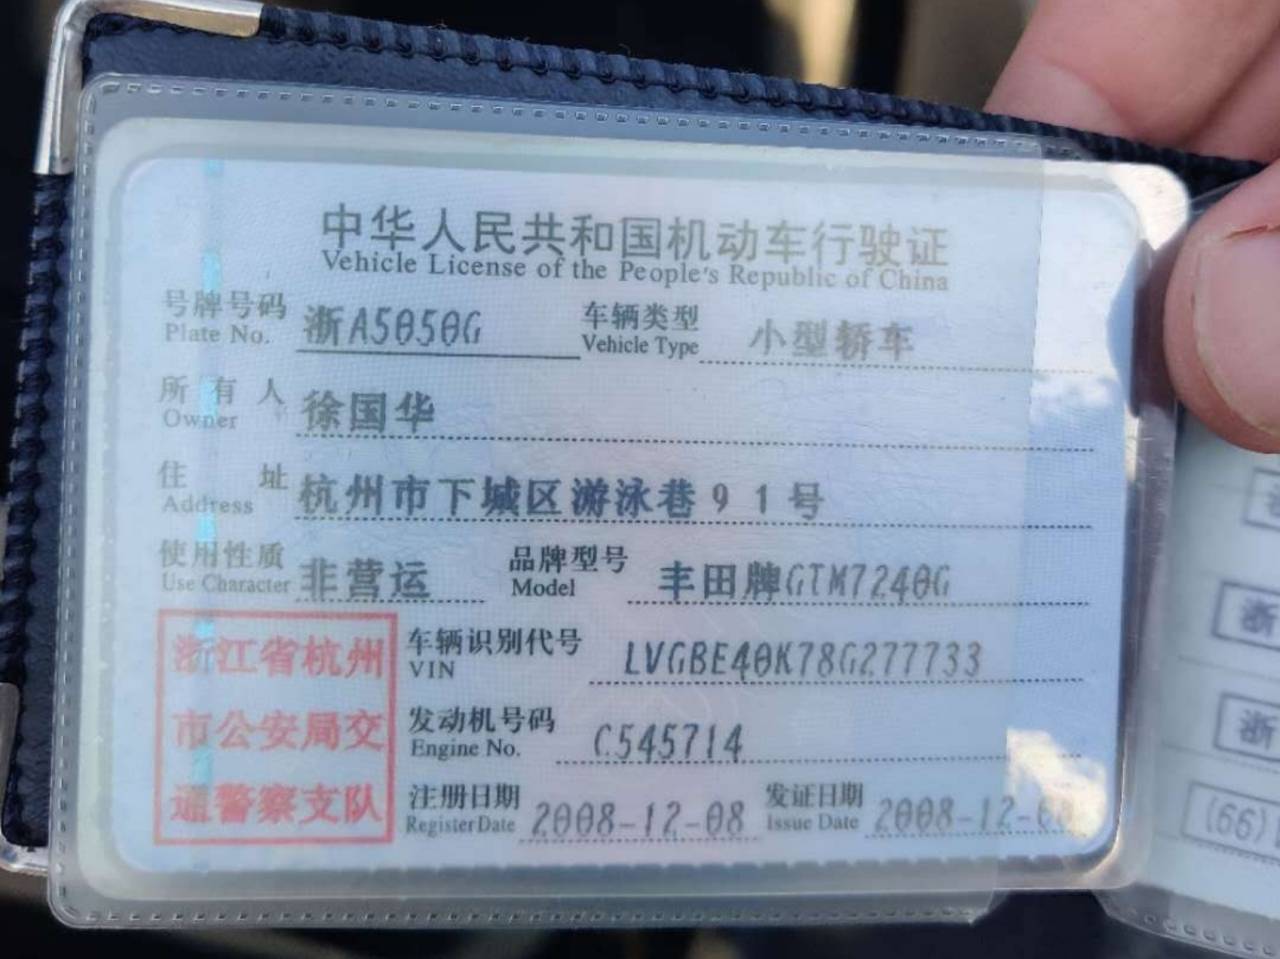 中华人民共和国机动车行驶证
Vehicle License of the People's Republic of China
号牌号码 浙A5050G 车辆类型 小型轿车
Plate No. Vehicle Type
所有人 徐国华
Owner
住址 杭州市下城区游泳巷91号
Address
使用性质 非营运 品牌型号 丰田牌GTM7240G
Use Character Model
浙江省杭州
市公安局交
通警察支队
车辆识别代号 LVGBE40K78G277733
VIN
发动机号码 C545714
Engine No.
注册日期 2008-12-08 发证日期 2008-12-08
Register Date Issue Date
浙
浙
(66)